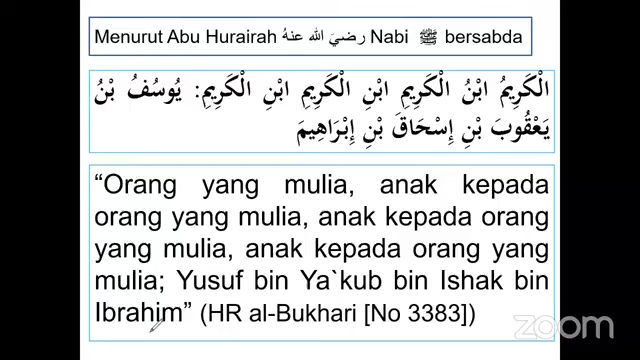 Menurut Abu Hurairah رضيَ الله عنهُ Nabi ﷺ bersabda
الْكَرِيمُ ابْنُ الْكَرِيمِ ابْنِ الْكَرِيمِ ابْنِ الْكَرِيمِ: يُوسُفُ بْنُ
يَعْقُوبَ بْنِ إِسْحَاقَ بْنِ إِبْرَاهِيمَ
“Orang yang mulia, anak kepada
orang yang mulia, anak kepada orang
yang mulia, anak kepada orang yang
mulia; Yusuf bin Ya`kub bin Ishak bin
Ibrahim” (HR al-Bukhari [No 3383])
zoom